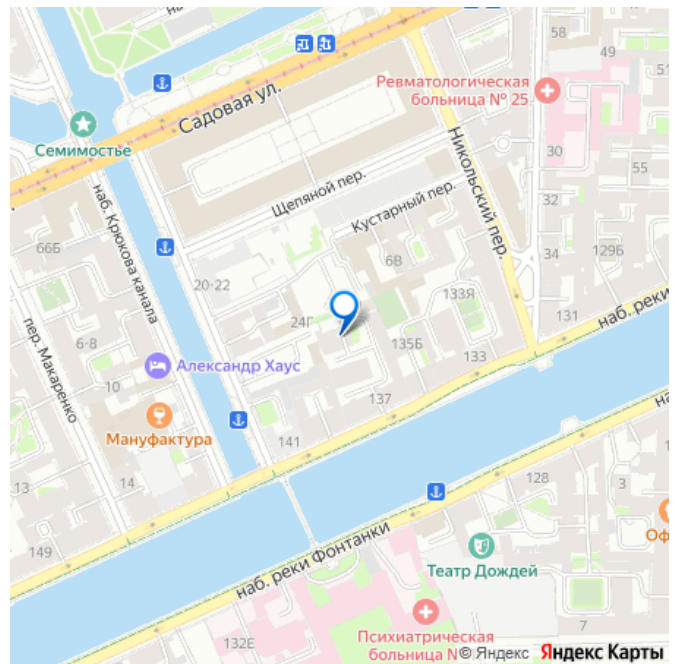 58
49
51
Ревматологическая
больница № 25
Садовая ул.
Семимостье
30
55
Никольский пер.
Щепяной пер.
32
Кустарный пер.
наб. Крюкова канала
66Б
34
129Б
6В
20-22
133Я
131
наб. реки
24Г
пер. Макаренко
6-8
135Б
133
Александр Хаус
10
137
Мануфактура
141
13
14
128
3
149
наб. реки Фонтанки
Театр Дождей
7
132Е
Психиатрическая
больница №
© Яндекс Яндекс Карты